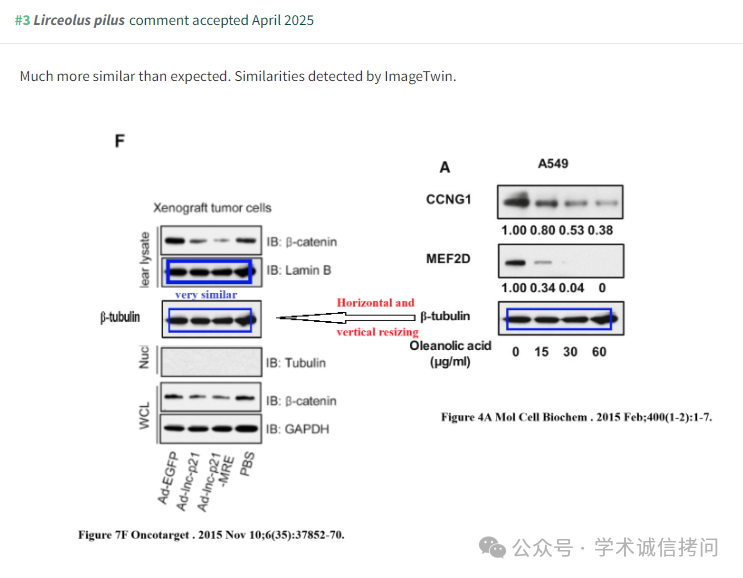 #3 Lirceolus pilus comment accepted April 2025
Much more similar than expected. Similarities detected by ImageTwin.
F
Xenograft tumor cells
lear lysate
IB: β-catenin
IB: Lamin B
very similar
β-tubulin
Nuc
IB: Tubulin
WCL
IB: β-catenin
IB: GAPDH
Ad-EGFP
Ad-lnc-p21
Ad-lnc-p21
-MRE
PBS
Figure 7F Oncotarget . 2015 Nov 10;6(35):37852-70.
Horizontal and
vertical resizing
A
A549
CCNG1
1.00 0.80 0.53 0.38
MEF2D
1.00 0.34 0.04 0
β-tubulin
Oleanolic acid
(μg/ml)
0 15 30 60
Figure 4A Mol Cell Biochem . 2015 Feb;400(1-2):1-7.
公众号 · 学术诚信拷问